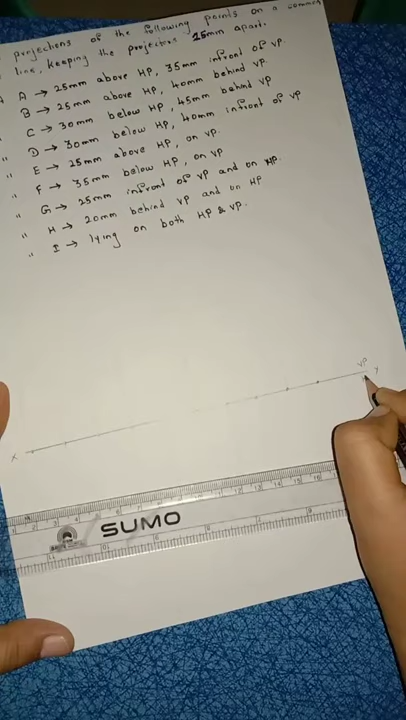 projections of the following points on a common
line, keeping the projectors 25min apart.
A → 25mm above HP, 35mm infront of VP.
" B → 25mm above HP, 40mm behind VP.
" C → 30mm below HP, 45mm behind VP
" D → 30mm below HP, 40mm infront of VP
" E → 25mm above HP, on VP.
" F → 35mm below HP, on VP
" G → 25mm infront of VP and on HP.
" H → 20mm behind VP and on HP
" I → lying on both HP & VP.
VP
X Y
SUMO